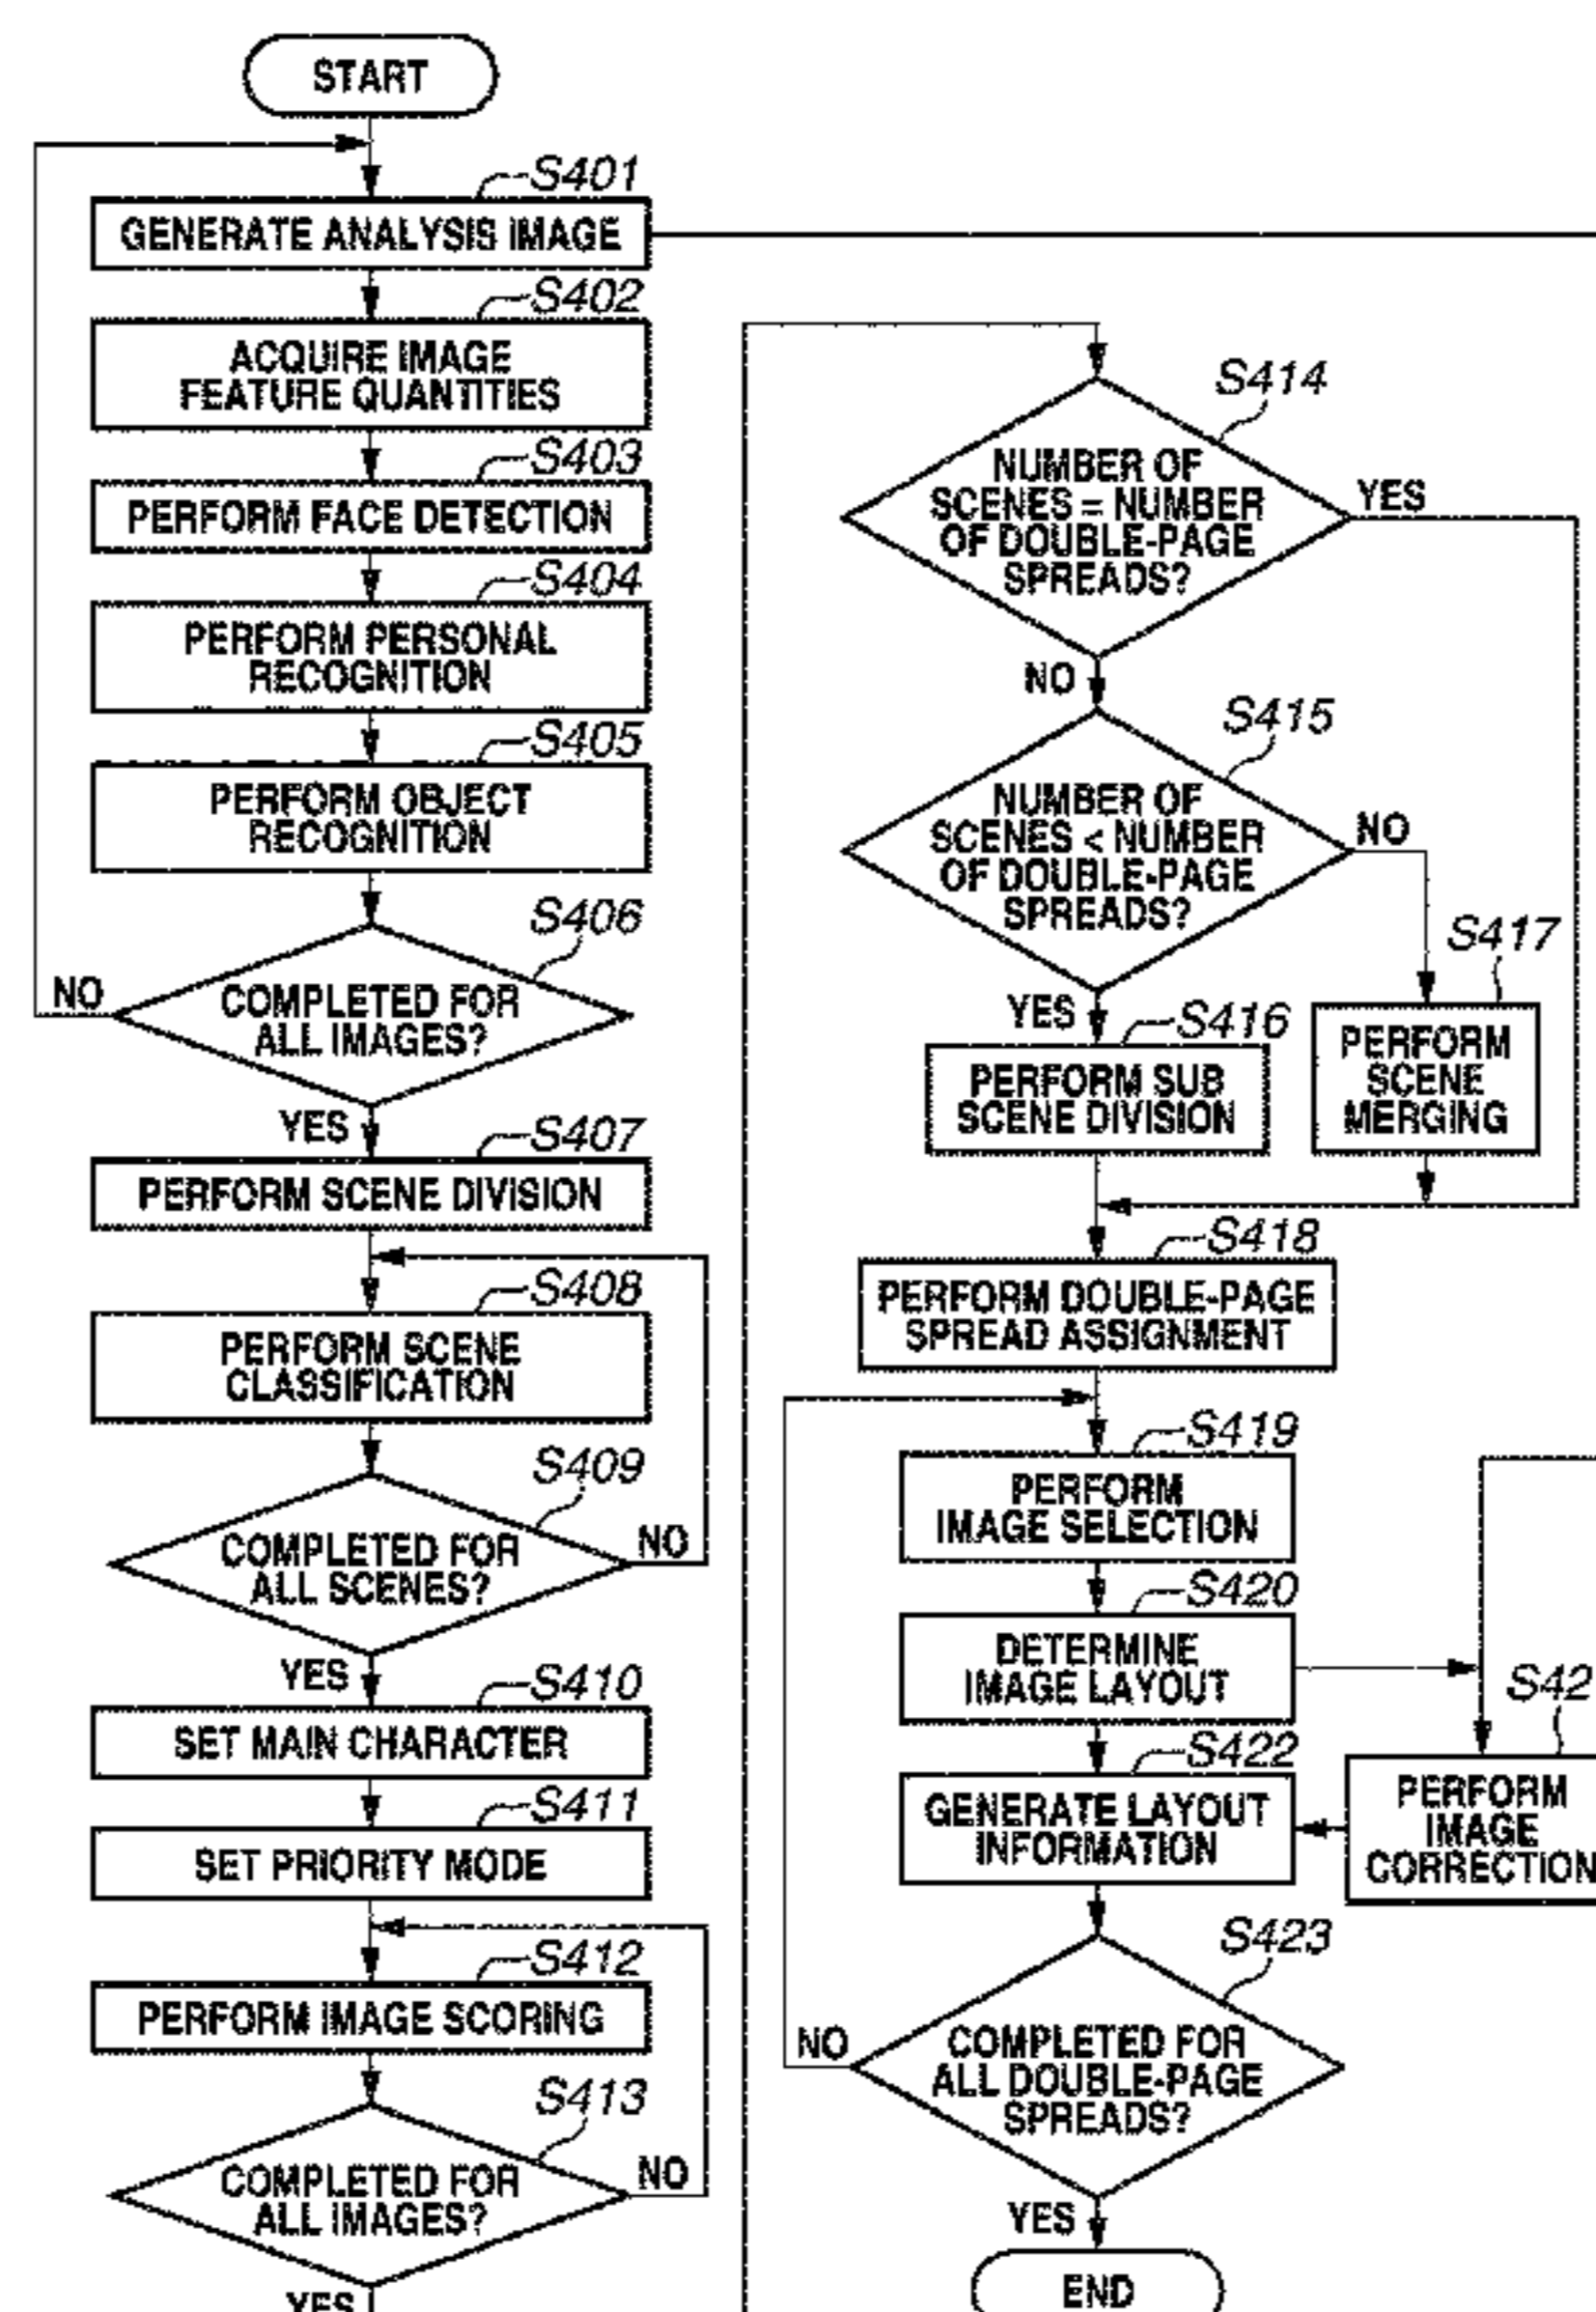 START
S401
GENERATE ANALYSIS IMAGE
S402
ACQUIRE IMAGE
FEATURE QUANTITIES
S403
PERFORM FACE DETECTION
S404
PERFORM PERSONAL
RECOGNITION
S405
PERFORM OBJECT
RECOGNITION
S406
NO
COMPLETED FOR
ALL IMAGES?
YES
S407
PERFORM SCENE DIVISION
S408
PERFORM SCENE
CLASSIFICATION
S409
COMPLETED FOR
ALL SCENES?
NO
YES
S410
SET MAIN CHARACTER
S411
SET PRIORITY MODE
S412
PERFORM IMAGE SCORING
S413
COMPLETED FOR
ALL IMAGES?
NO
YES
S414
NUMBER OF
SCENES = NUMBER
OF DOUBLE-PAGE
SPREADS?
YES
NO
S415
NUMBER OF
SCENES < NUMBER
OF DOUBLE-PAGE
SPREADS?
NO
YES
S416
PERFORM SUB
SCENE DIVISION
S417
PERFORM
SCENE
MERGING
S418
PERFORM DOUBLE-PAGE
SPREAD ASSIGNMENT
S419
PERFORM
IMAGE SELECTION
S420
DETERMINE
IMAGE LAYOUT
S42
PERFORM
IMAGE
CORRECTION
S422
GENERATE LAYOUT
INFORMATION
S423
COMPLETED FOR
ALL DOUBLE-PAGE
SPREADS?
NO
YES
END